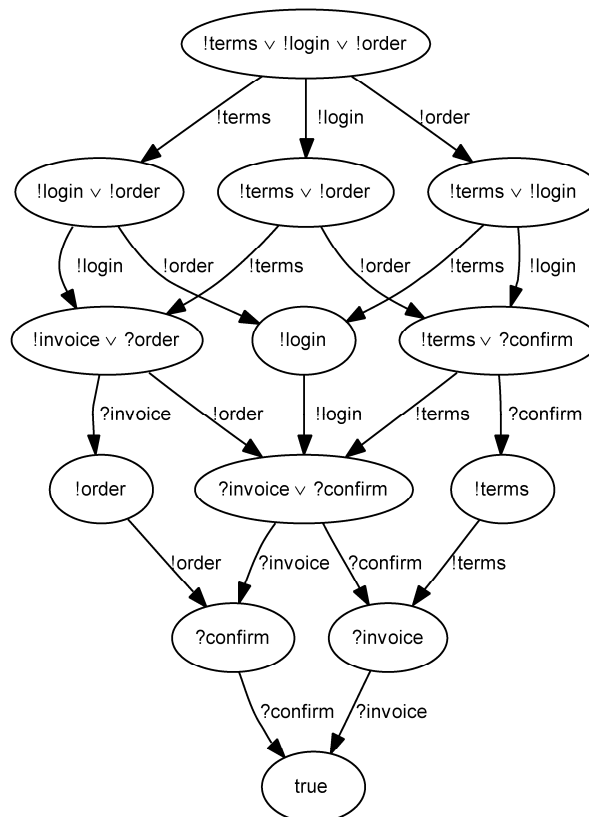 !terms ∨ !login ∨ !order
!terms
!login
!order
!login ∨ !order
!terms ∨ !order
!terms ∨ !login
!login
!order
!terms
!order
!terms
!login
!invoice ∨ ?order
!login
!terms ∨ ?confirm
?invoice
!order
!login
!terms
?confirm
!order
?invoice ∨ ?confirm
!terms
!order
?invoice
?confirm
!terms
?confirm
?invoice
?confirm
?invoice
true